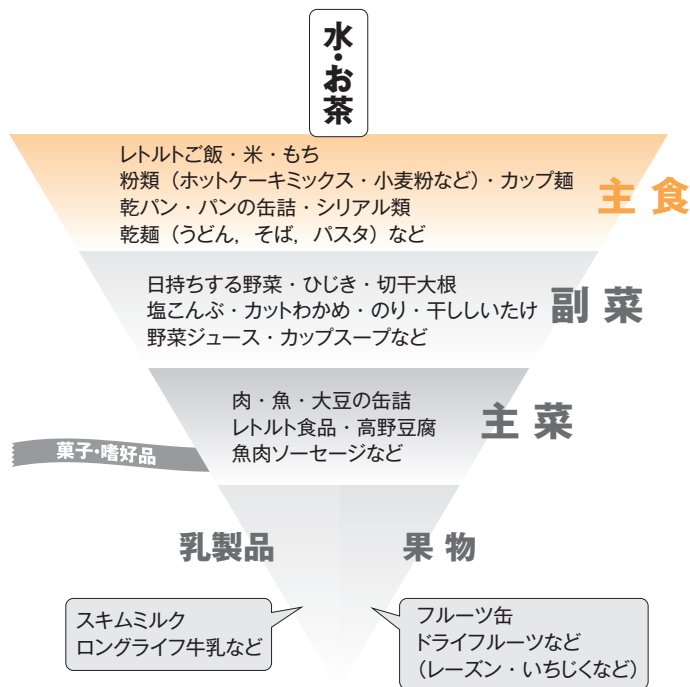 水・お茶
レトルトご飯・米・もち
粉類（ホットケーキミックス・小麦粉など）・カップ麺
乾パン・パンの缶詰・シリアル類
乾麺（うどん，そば，パスタ）など
主食
日持ちする野菜・ひじき・切干大根
塩こんぶ・カットわかめ・のり・干ししいたけ
野菜ジュース・カップスープなど
副菜
肉・魚・大豆の缶詰
レトルト食品・高野豆腐
魚肉ソーセージなど
主菜
菓子・嗜好品
乳製品
果物
スキムミルク
ロングライフ牛乳など
フルーツ缶
ドライフルーツなど
（レーズン・いちじくなど）